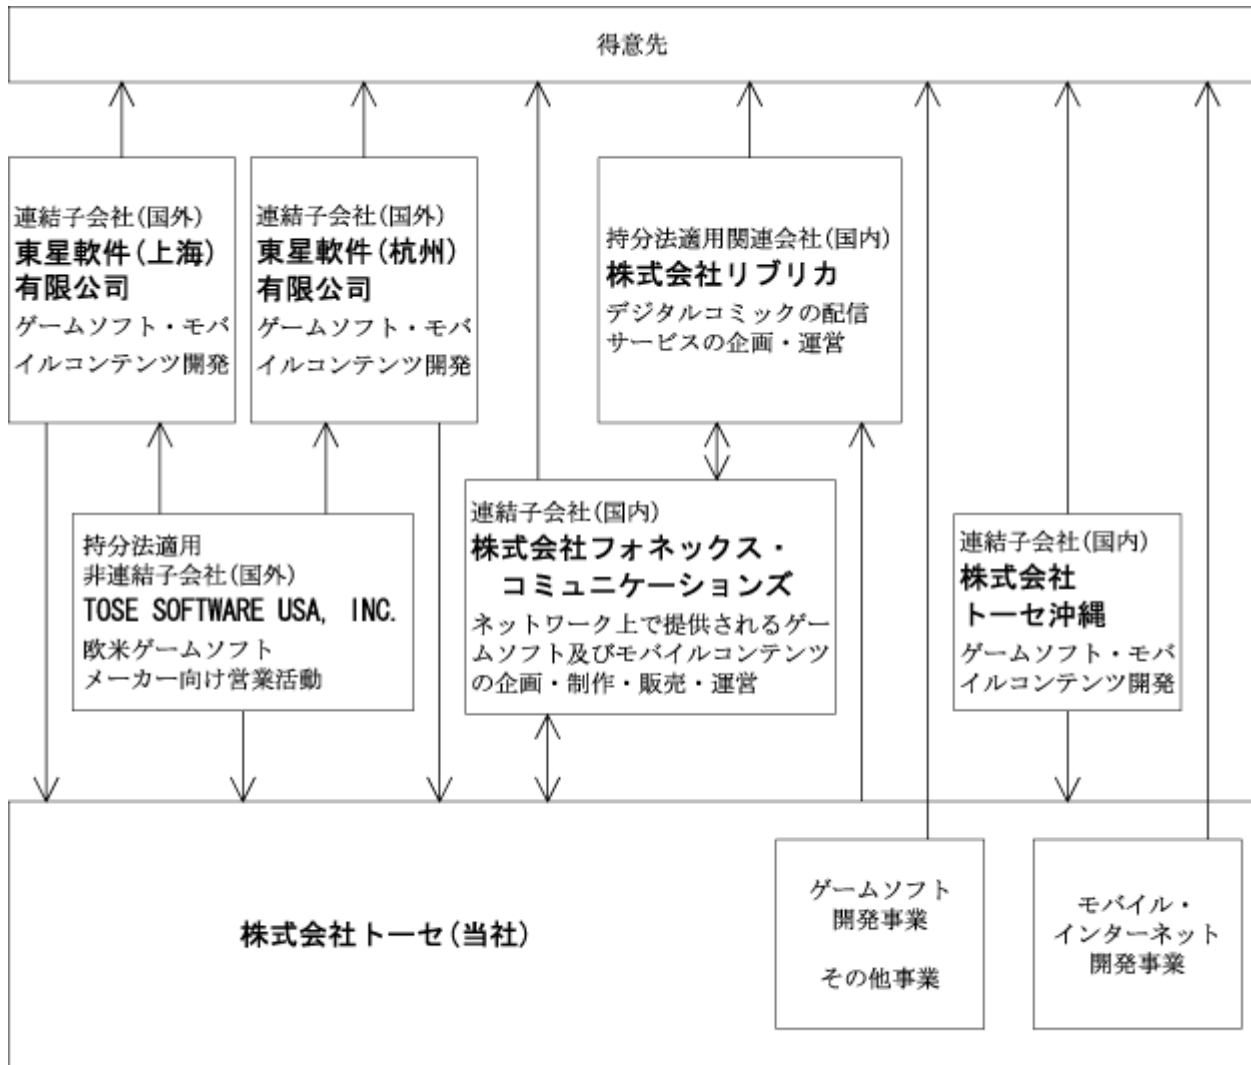 得意先
連結子会社(国外)
東星軟件(上海)
有限公司
ゲームソフト・モバ
イルコンテンツ開発
連結子会社(国外)
東星軟件(杭州)
有限公司
ゲームソフト・モバ
イルコンテンツ開発
持分法適用関連会社(国内)
株式会社リブリカ
デジタルコミックの配信
サービスの企画・運営
持分法適用
非連結子会社(国外)
TOSE SOFTWARE USA, INC.
欧米ゲームソフト
メーカー向け営業活動
連結子会社(国内)
株式会社フォネックス・
コミュニケーションズ
ネットワーク上で提供されるゲー
ムソフト及びモバイルコンテンツ
の企画・制作・販売・運営
連結子会社(国内)
株式会社
トーセ沖縄
ゲームソフト・モバ
イルコンテンツ開発
株式会社トーセ(当社)
ゲームソフト
開発事業
その他事業
モバイル・
インターネット
開発事業